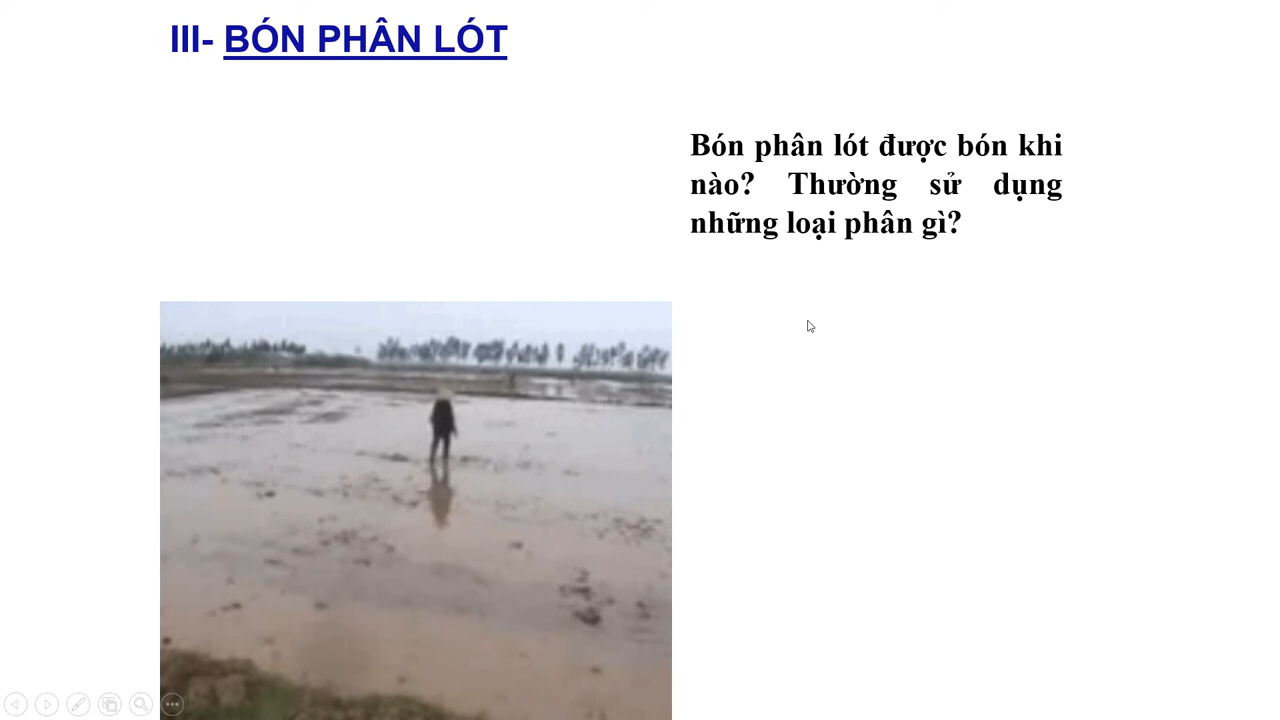 III- BÓN PHÂN LÓT
Bón phân lót được bón khi
nào? Thường sử dụng
những loại phân gì?